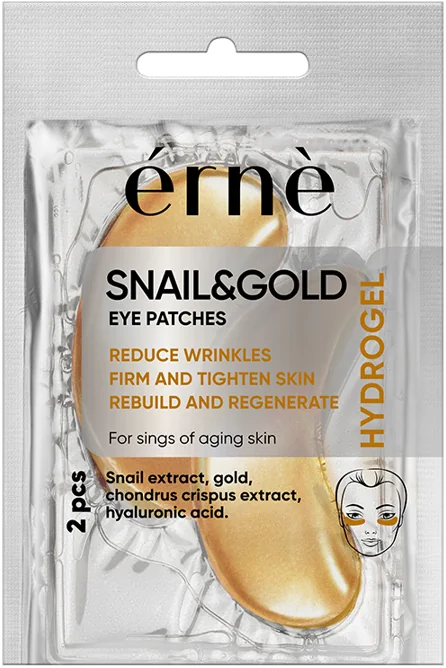 érnè
SNAIL&GOLD
EYE PATCHES
REDUCE WRINKLES
FIRM AND TIGHTEN SKIN
REBUILD AND REGENERATE
HYDROGEL
For sings of aging skin
2 pcs
Snail extract, gold,
chondrus crispus extract,
hyaluronic acid.